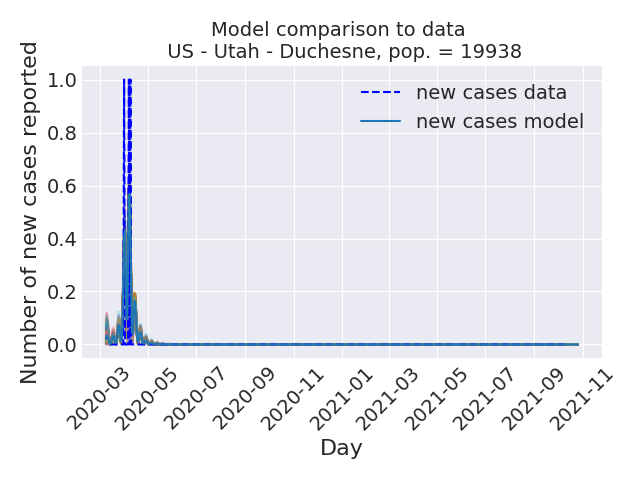 Model comparison to data
US - Utah - Duchesne, pop. = 19938
Number of new cases reported
1.0
0.8
0.6
0.4
0.2
0.0
new cases data
new cases model
2020-03
2020-05
2020-07
2020-09
2020-11
2021-01
2021-03
2021-05
2021-07
2021-09
2021-11
Day